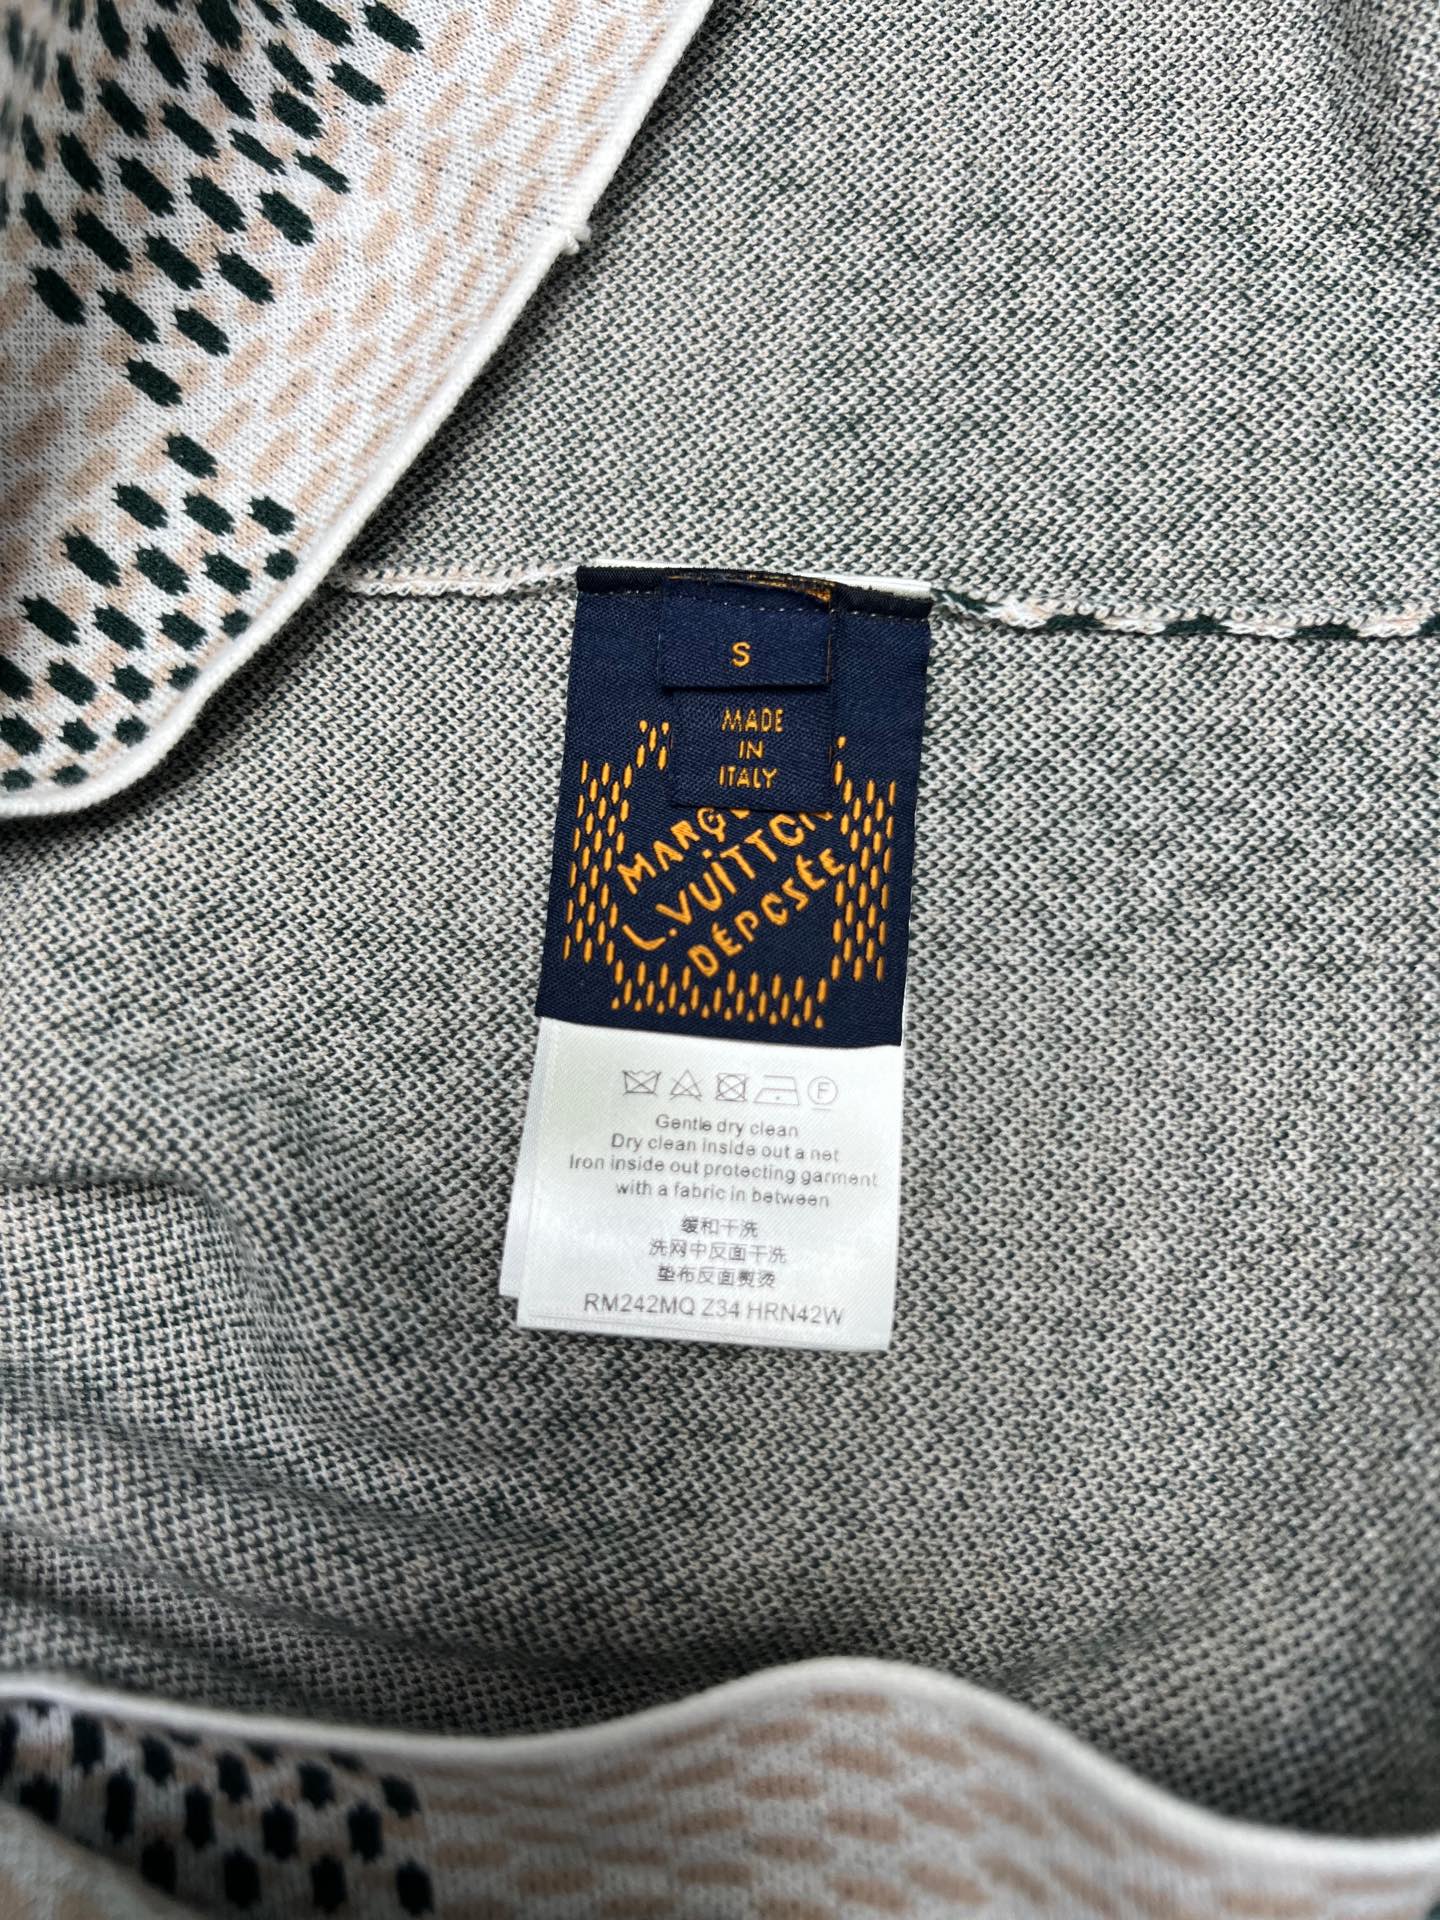 S
MADE
IN
ITALY
L.VUITTON
DÉPOSÉE
Gentle dry clean
Dry clean inside out a net
Iron inside out protecting garment
with a fabric in between
缓和干洗
洗网中反面干洗
垫布反面熨烫
RM242MQ Z34 HRN42W